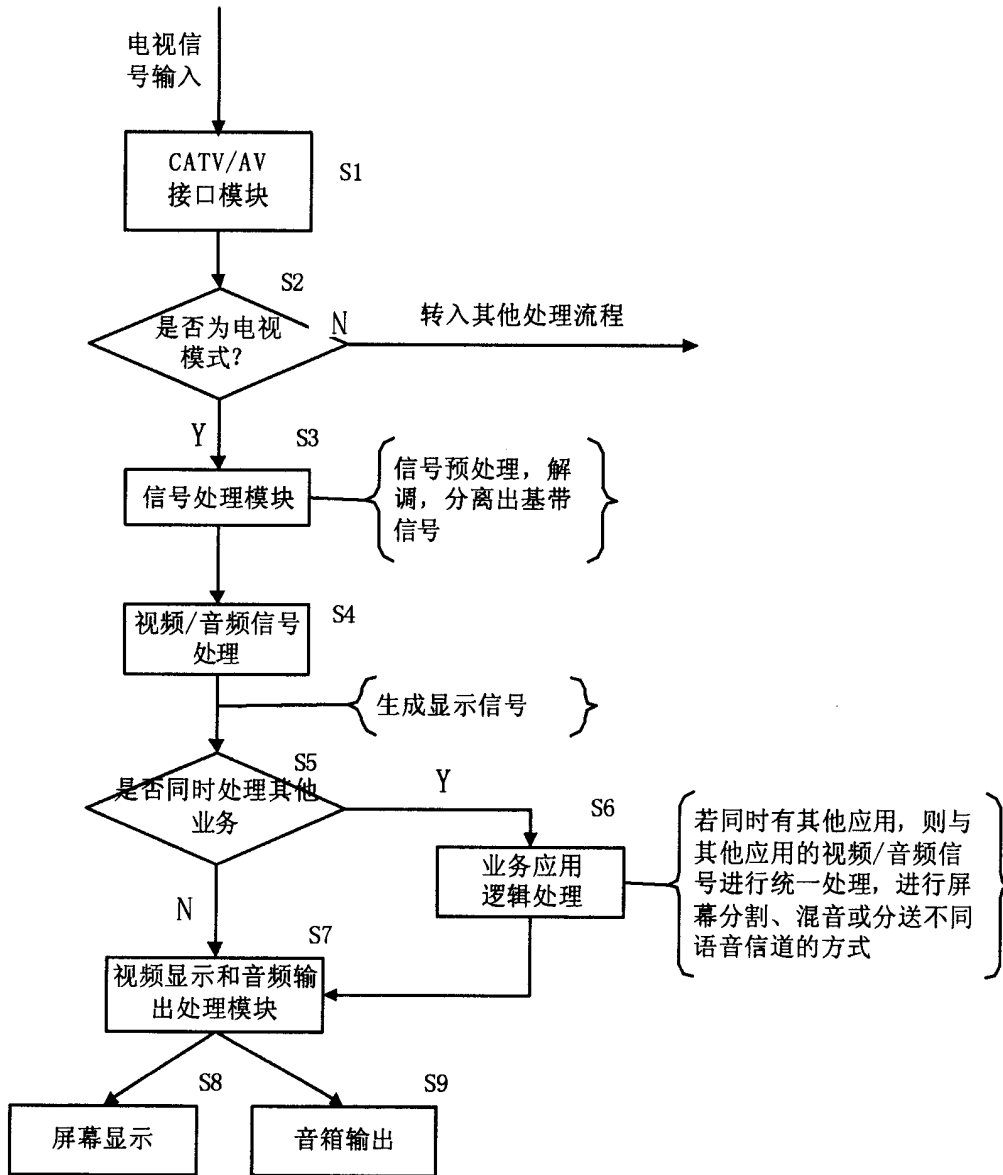 电视信
号输入
CATV/AV
接口模块
S1
S2
是否为电视
模式?
N
转入其他处理流程
Y
S3
信号处理模块
信号预处理，解
调，分离出基带
信号
S4
视频/音频信号
处理
生成显示信号
S5
是否同时处理其他
业务
Y
S6
业务应用
逻辑处理
若同时有其他应用，则与
其他应用的视频/音频信
号进行统一处理，进行屏
幕分割、混音或分送不同
语音信道的方式
N
S7
视频显示和音频输
出处理模块
S8
S9
屏幕显示
音箱输出